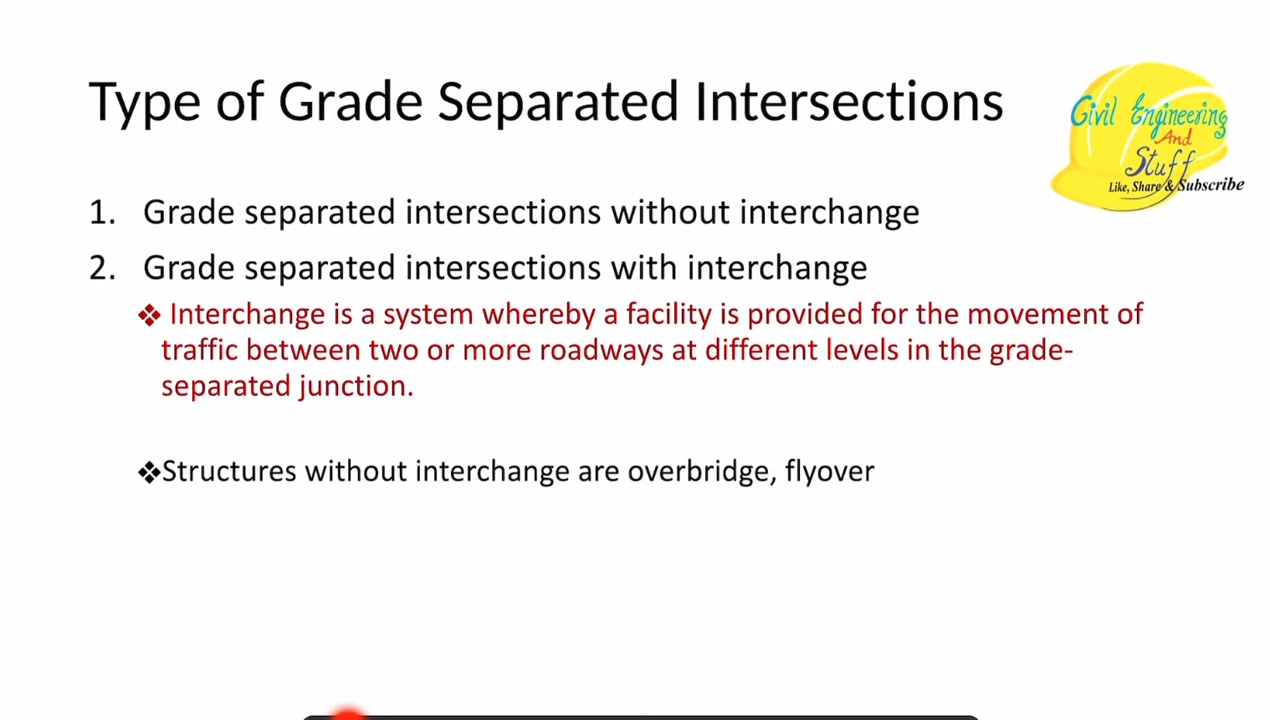 Type of Grade Separated Intersections
Civil Engineering
And
Stuff
Like, Share & Subscribe
1. Grade separated intersections without interchange
2. Grade separated intersections with interchange
❖ Interchange is a system whereby a facility is provided for the movement of
traffic between two or more roadways at different levels in the grade-
separated junction.
❖Structures without interchange are overbridge, flyover